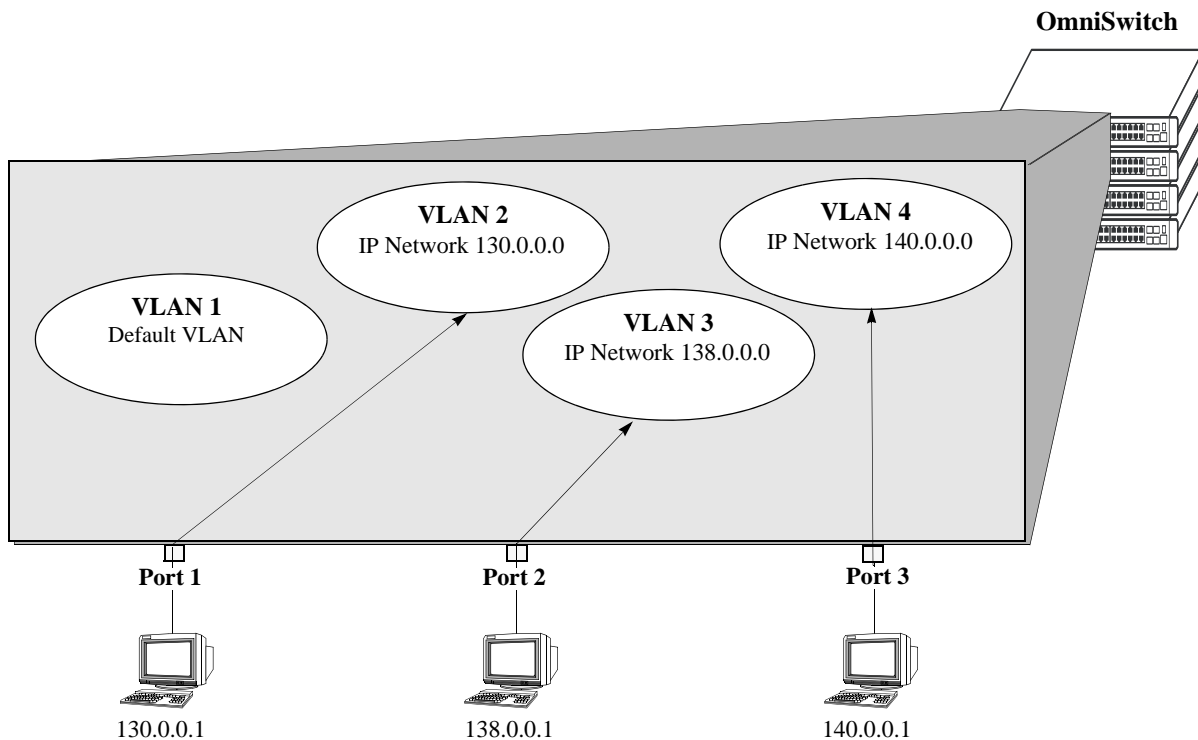 OmniSwitch
VLAN 2
IP Network 130.0.0.0
VLAN 4
IP Network 140.0.0.0
VLAN 1
Default VLAN
VLAN 3
IP Network 138.0.0.0
Port 1
Port 2
Port 3
130.0.0.1
138.0.0.1
140.0.0.1